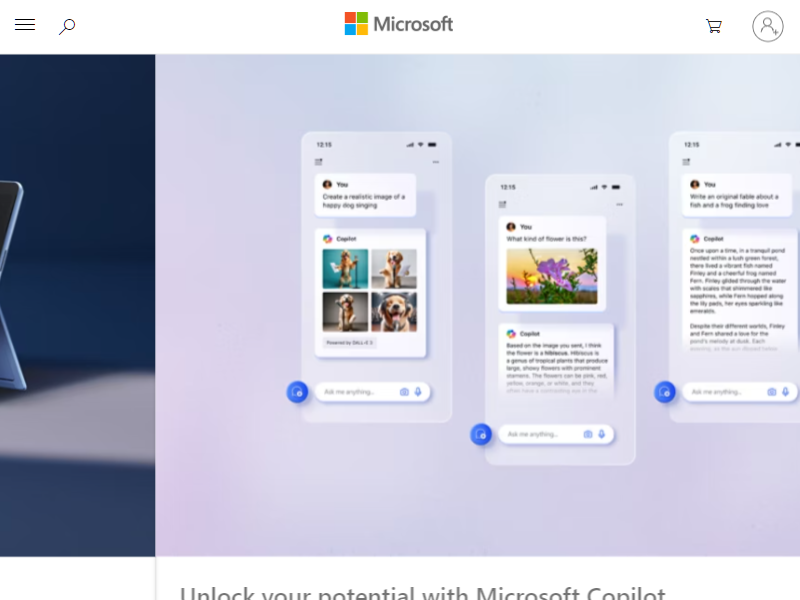 Microsoft
12:15
You
Create a realistic image of a
happy dog singing
Copilot
Powered by DALL·E 3
Ask me anything...
12:15
You
What kind of flower is this?
Copilot
Based on the image you sent, I think
the flower is a hibiscus. Hibiscus is
a genus of tropical plants that produce
large, showy flowers with prominent
stamens. The flowers can be pink, red,
yellow, orange, or white, and they
Ask me anything...
12:15
You
Write an original fable about a
fish and a frog finding love
Copilot
Once upon a time, in a tranquil pond
nestled within a lush green forest,
there lived a vibrant fish named
Finley and a cheerful frog named
Fern. Finley glided through the water
with scales that shimmered like
sapphires, while Fern hopped along
the lily pads, her eyes sparkling like
emeralds.
Despite their different worlds, Finley
and Fern shared a love for the
pond's melody at dusk. Each
Ask me anything...
Unlock your potential with Microsoft Copilot